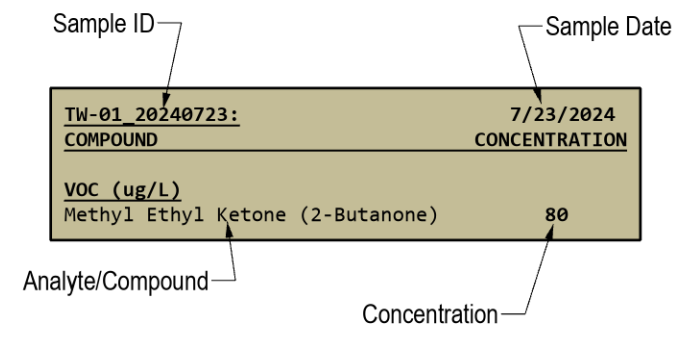 Sample ID
Sample Date
TW-01_20240723: 7/23/2024
COMPOUND CONCENTRATION
VOC (ug/L)
Methyl Ethyl Ketone (2-Butanone) 80
Analyte/Compound
Concentration